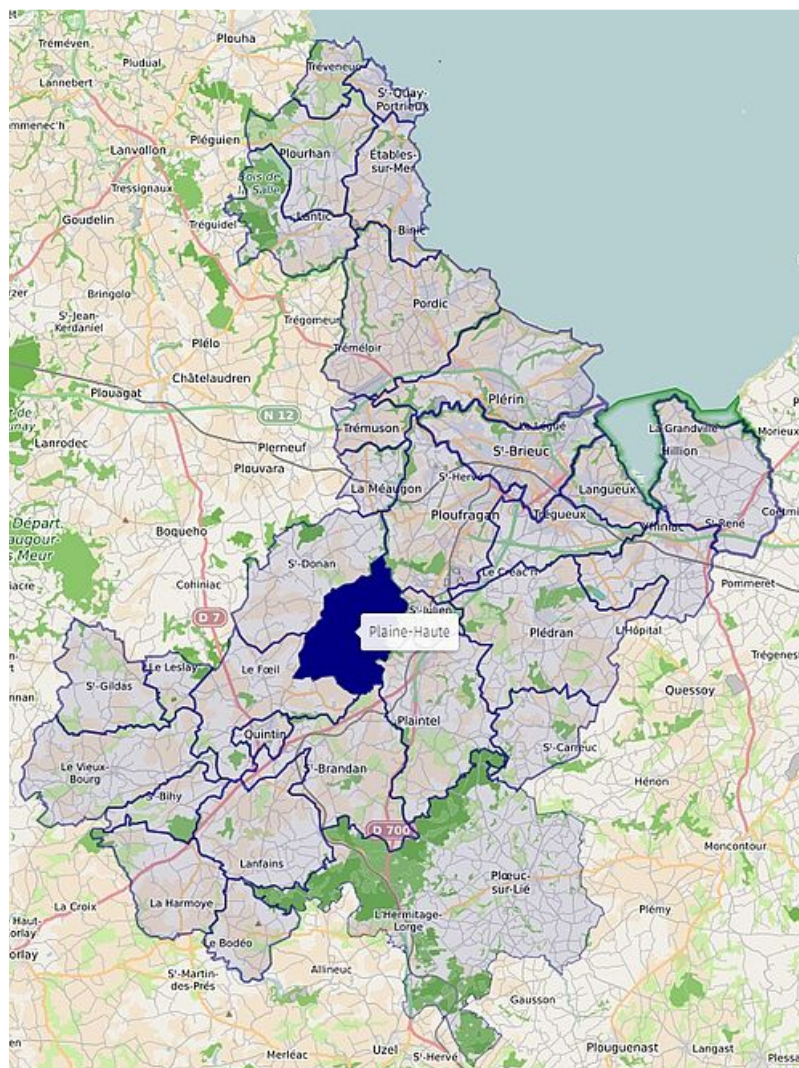 Tréméven
Plouha
Pludual
Tréveneuc
Lannebert
Sᵗ-Quay-
Portrieux
Lanvollon
Pléguien
Plourhan
Étables-
sur-Mer
Bois de
la Salle
Tressignaux
Goudelin
Tréguidel
Lantic
Binic
Bringolo
Pordic
Sᵗ-Jean-
Kerdaniel
Trégomeur
Plélo
Tréméloir
Châtelaudren
Plouagat
Plérin
N 12
Trémuson
Le Légué
La Grandville
Morieux
Lanrodec
Plerneuf
Sᵗ-Brieuc
Hillion
Plouvara
Sᵗ-Hervé
La Méaugon
Langueux
Ploufragan
Trégueux
Yffiniac
Sᵗ-René
Boqueho
Sᵗ-Donan
Le Créac'h
Cohiniac
Pommeret
D 7
Sᵗ-Julien
Plaine-Haute
Plédran
L'Hôpital
Le Leslay
Le Fœil
Sᵗ-Gildas
Quessoy
Plaintel
Quintin
Sᵗ-Carreuc
Le Vieux-
Bourg
Sᵗ-Brandan
Hénon
Sᵗ-Bihy
D 700
Moncontour
Lanfains
Plœuc-
sur-Lié
La Croix
La Harmoye
Plémy
L'Hermitage-
Lorge
Le Bodéo
Allineuc
Sᵗ-Martin-
des-Prés
Gausson
Merléac
Uzel
Sᵗ-Hervé
Plouguenast
Langast